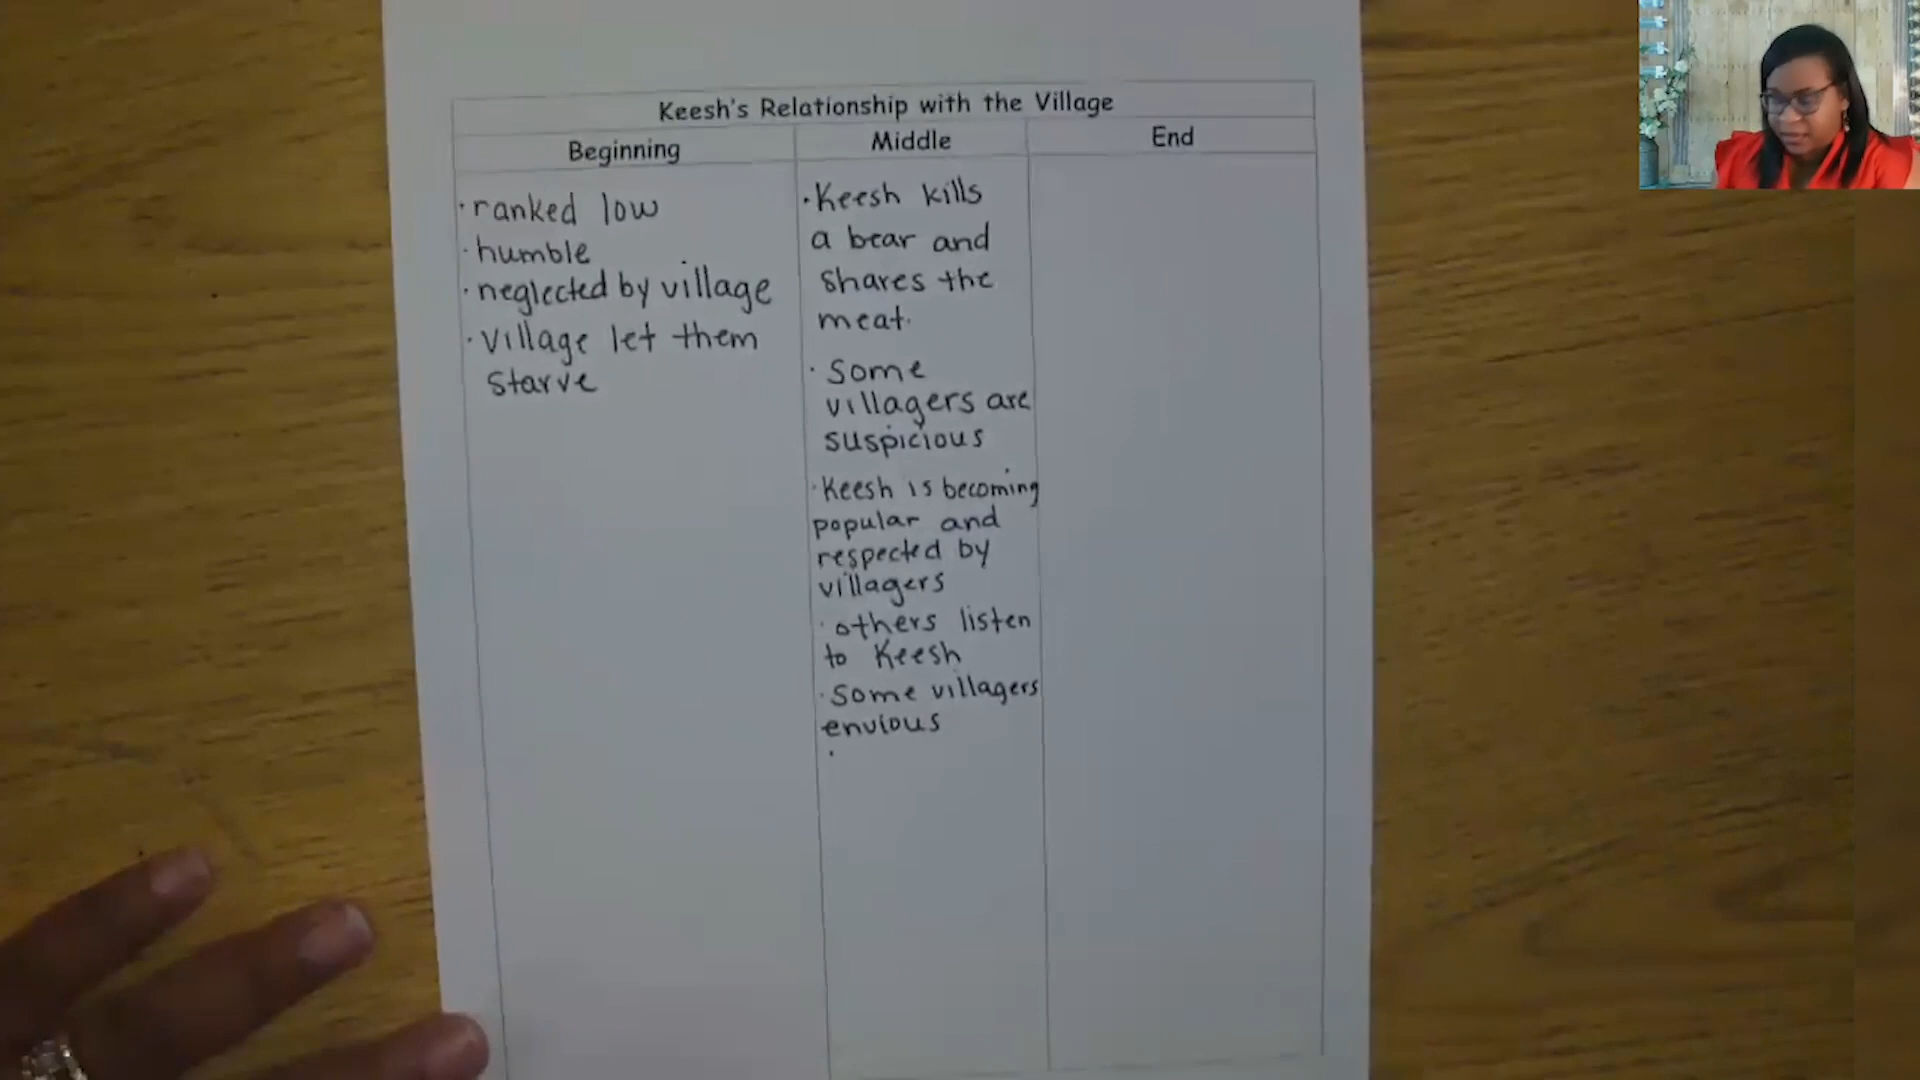 Keesh's Relationship with the Village
Beginning
Middle
End
·ranked low
·humble
·neglected by village
·village let them
starve
·Keesh kills
a bear and
shares the
meat.
·Some
villagers are
suspicious
·Keesh is becoming
popular and
respected by
villagers
·others listen
to Keesh
·Some villagers
envious
·